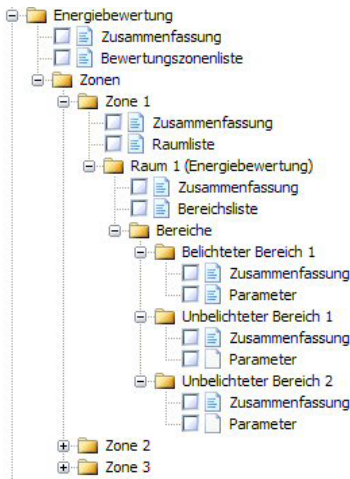 Energiebewertung
Zusammenfassung
Bewertungszonenliste
Zonen
Zone 1
Zusammenfassung
Raumliste
Raum 1 (Energiebewertung)
Zusammenfassung
Bereichsliste
Bereiche
Belichteter Bereich 1
Zusammenfassung
Parameter
Unbelichteter Bereich 1
Zusammenfassung
Parameter
Unbelichteter Bereich 2
Zusammenfassung
Parameter
Zone 2
Zone 3